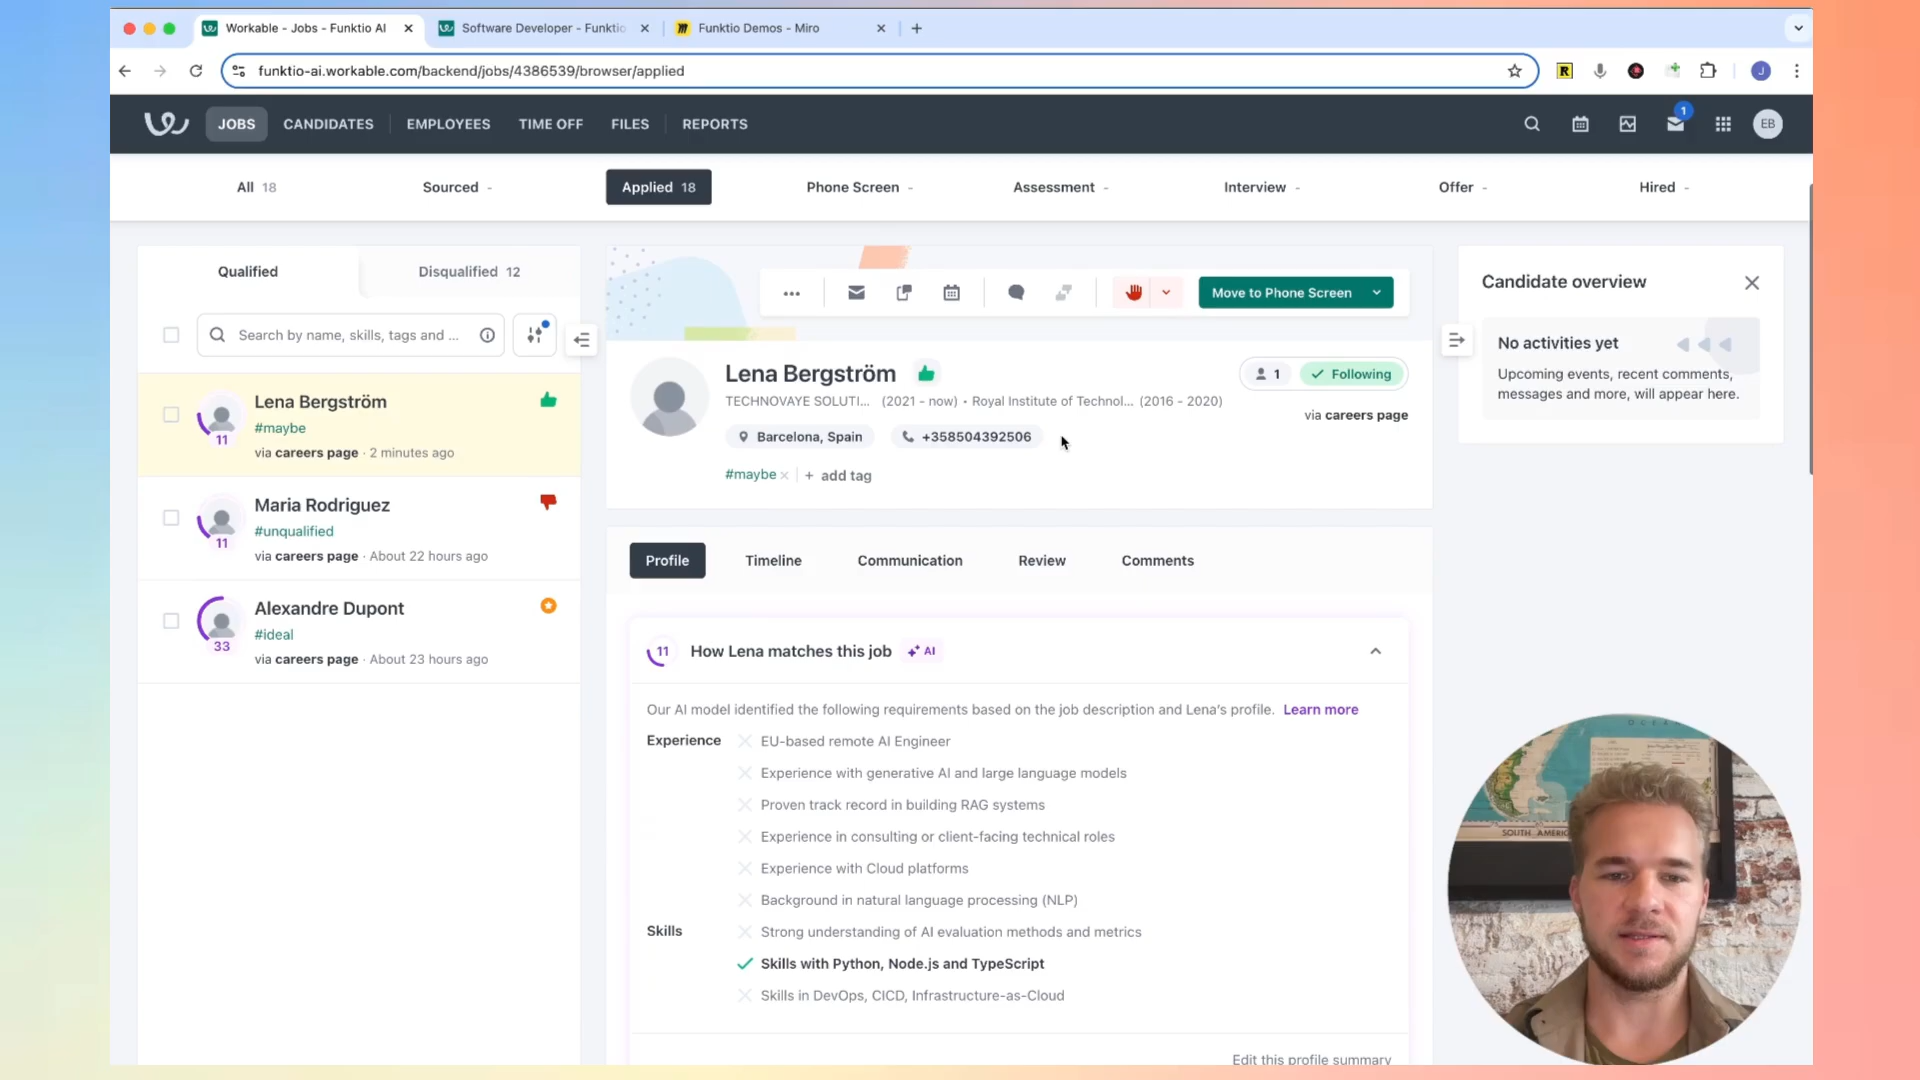 Workable - Jobs - Funktio AI
Software Developer - Funktio
Funktio Demos - Miro
funktio-ai.workable.com/backend/jobs/4386539/browser/applied
R
J
JOBS
CANDIDATES
EMPLOYEES
TIME OFF
FILES
REPORTS
1
EB
All 18
Sourced -
Applied 18
Phone Screen -
Assessment -
Interview -
Offer -
Hired -
Qualified
Disqualified 12
Search by name, skills, tags and ...
Lena Bergström
#maybe
11
via careers page · 2 minutes ago
Maria Rodriguez
#unqualified
11
via careers page · About 22 hours ago
Alexandre Dupont
#ideal
33
via careers page · About 23 hours ago
Move to Phone Screen
Lena Bergström
1
Following
TECHNOVAYE SOLUTI... (2021 - now) • Royal Institute of Technol... (2016 - 2020)
via careers page
Barcelona, Spain
+358504392506
#maybe
+ add tag
Profile
Timeline
Communication
Review
Comments
11
How Lena matches this job
AI
Our AI model identified the following requirements based on the job description and Lena's profile. Learn more
Experience
EU-based remote AI Engineer
Experience with generative AI and large language models
Proven track record in building RAG systems
Experience in consulting or client-facing technical roles
Experience with Cloud platforms
Background in natural language processing (NLP)
Skills
Strong understanding of AI evaluation methods and metrics
Skills with Python, Node.js and TypeScript
Skills in DevOps, CICD, Infrastructure-as-Cloud
Edit this profile summary
Candidate overview
No activities yet
Upcoming events, recent comments,
messages and more, will appear here.
OCEAN
SOUTH AMERIC